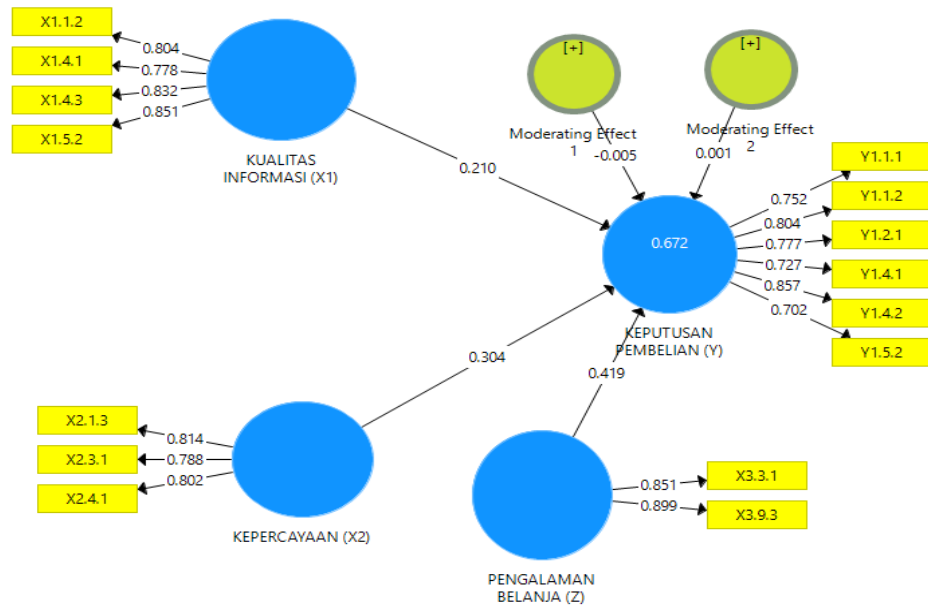 X1.1.2
X1.4.1
X1.4.3
X1.5.2
0.804
0.778
0.832
0.851
KUALITAS
INFORMASI (X1)
[+]
Moderating Effect
1
[+]
Moderating Effect
2
-0.005
0.001
0.210
0.672
KEPUTUSAN
PEMBELIAN (Y)
0.752
0.804
0.777
0.727
0.857
0.702
Y1.1.1
Y1.1.2
Y1.2.1
Y1.4.1
Y1.4.2
Y1.5.2
0.304
0.419
X2.1.3
X2.3.1
X2.4.1
0.814
0.788
0.802
KEPERCAYAAN (X2)
0.851
0.899
X3.3.1
X3.9.3
PENGALAMAN
BELANJA (Z)